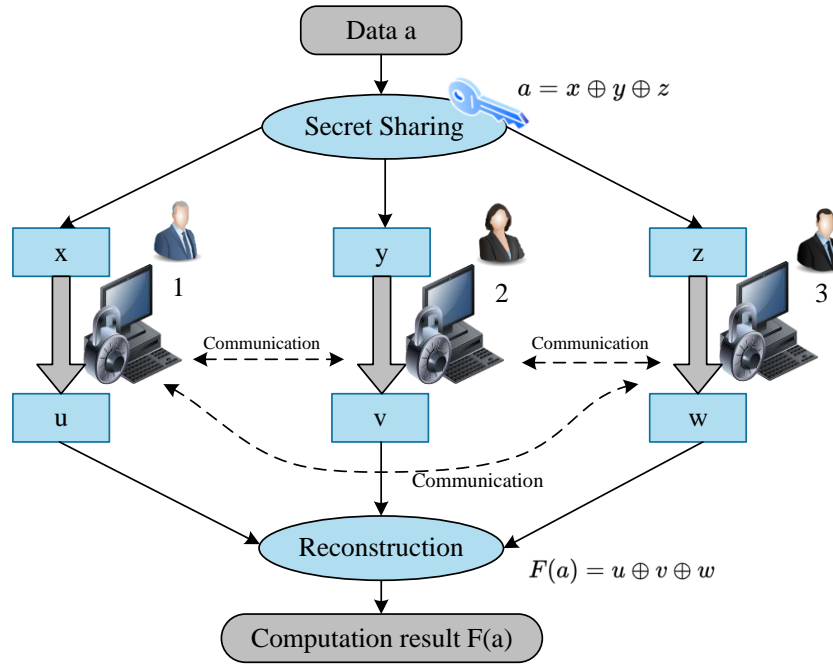 Data a
a = x ⊕ y ⊕ z
Secret Sharing
x
y
z
1
2
3
Communication
Communication
u
v
w
Communication
Reconstruction
F(a) = u ⊕ v ⊕ w
Computation result F(a)